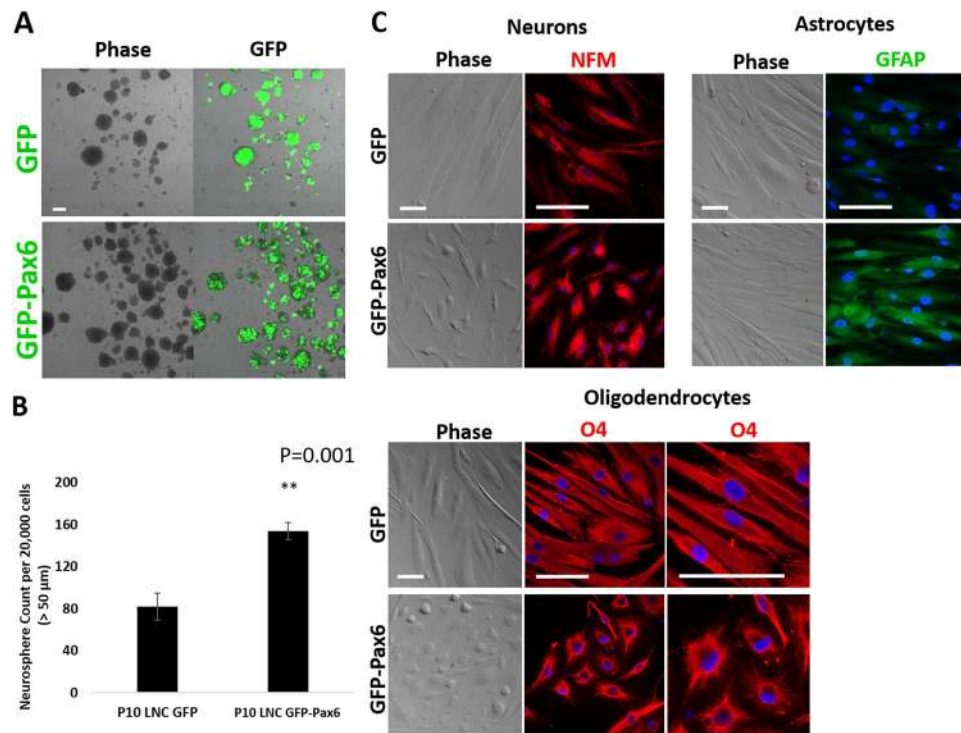 A
Phase GFP
GFP
GFP-Pax6
B
P=0.001
**
Neurosphere Count per 20,000 cells
(> 50 µm)
200
160
120
80
40
0
P10 LNC GFP P10 LNC GFP-Pax6
C
Neurons
Phase NFM
GFP
GFP-Pax6
Astrocytes
Phase GFAP
Oligodendrocytes
Phase O4 O4
GFP
GFP-Pax6